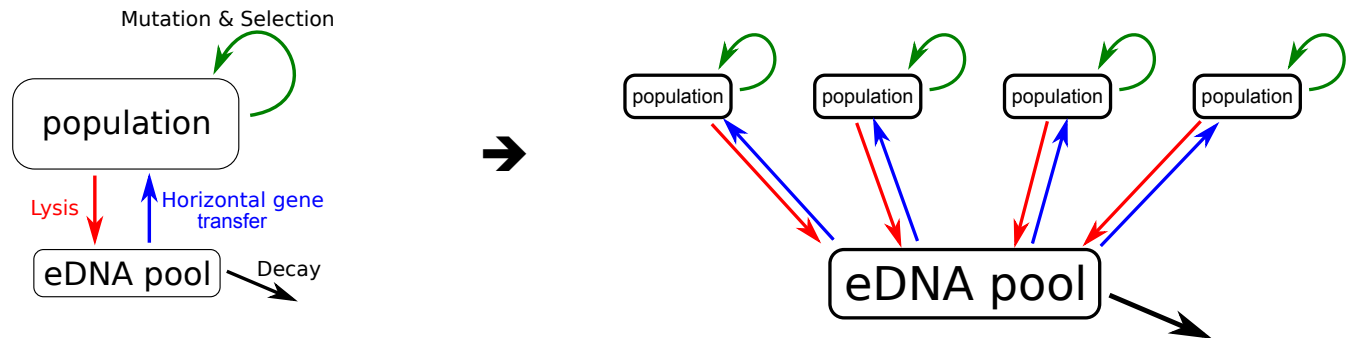 Mutation & Selection
population
Lysis
Horizontal gene
transfer
eDNA pool
Decay
population
population
population
population
eDNA pool